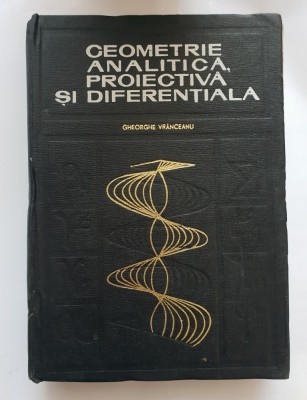 GEOMETRIE
ANALITICĂ,
PROIECTIVĂ
ȘI DIFERENȚIALĂ
GHEORGHE VRÂNCEANU